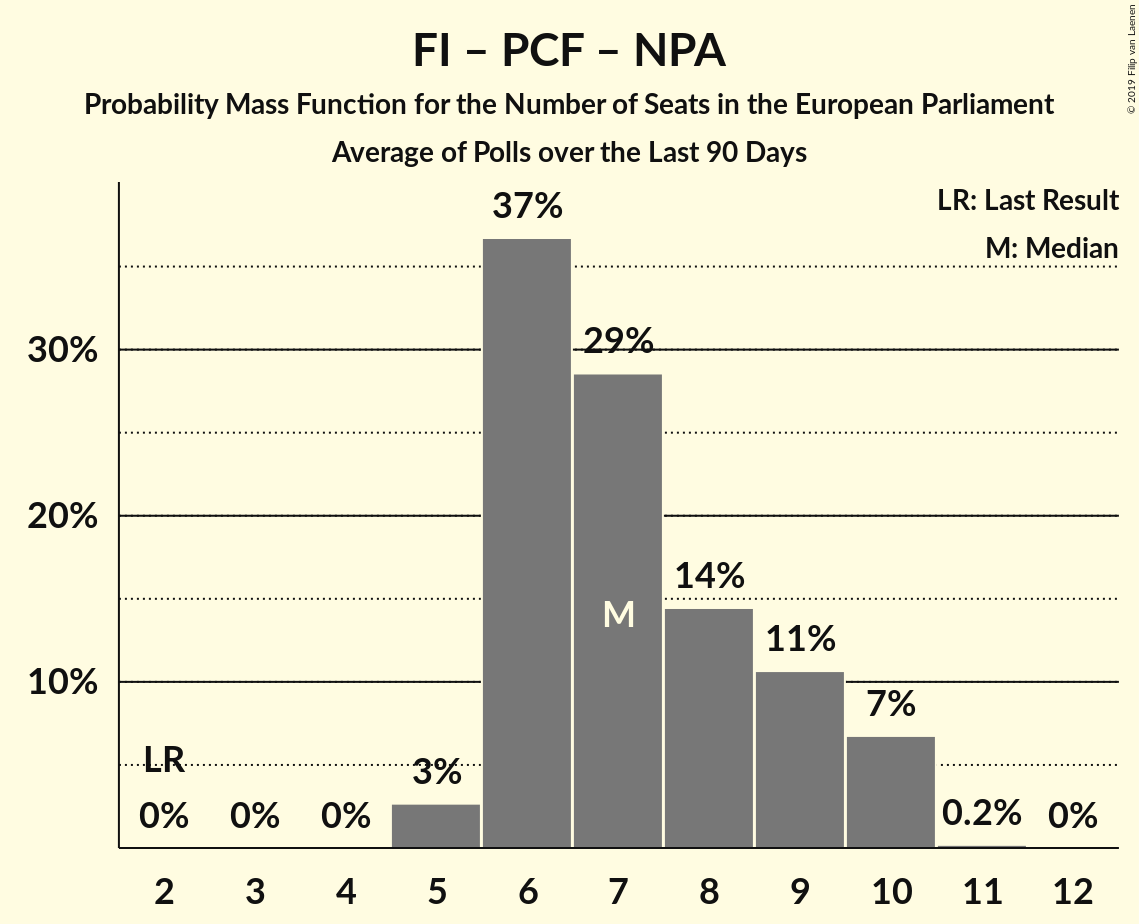 FI – PCF – NPA
Probability Mass Function for the Number of Seats in the European Parliament
Average of Polls over the Last 90 Days
© 2019 Filip van Laenen
LR: Last Result
M: Median
37%
29%
30%
20%
14%
M
11%
10%
7%
LR
3%
0%
0%
0%
0.2%
0%
2 3 4 5 6 7 8 9 10 11 12